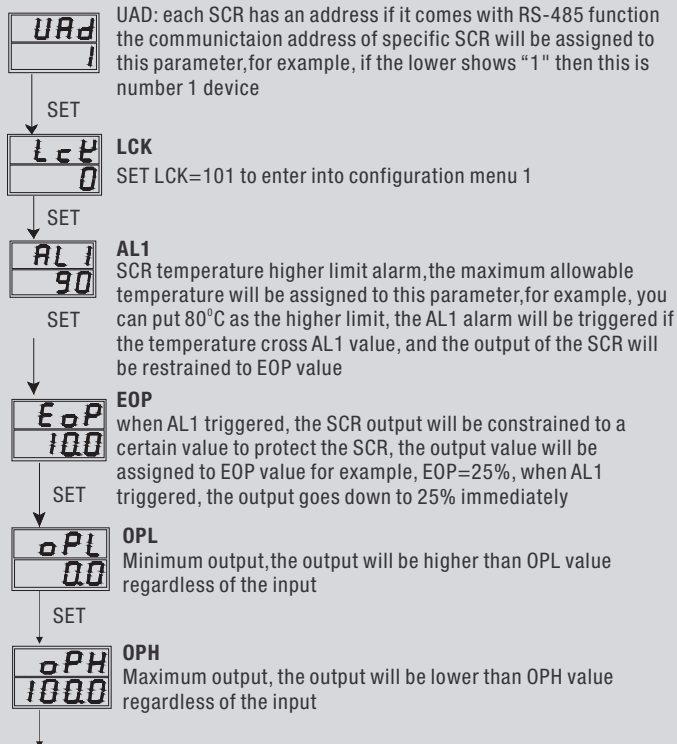 UAd
1
UAD: each SCR has an address if it comes with RS-485 function
the communictaion address of specific SCR will be assigned to
this parameter,for example, if the lower shows “1" then this is
number 1 device
SET
LcK
0
LCK
SET LCK=101 to enter into configuration menu 1
SET
AL1
90
AL1
SCR temperature higher limit alarm,the maximum allowable
temperature will be assigned to this parameter,for example, you
can put 80⁰C as the higher limit, the AL1 alarm will be triggered if
the temperature cross AL1 value, and the output of the SCR will
be restrained to EOP value
SET
EoP
10.0
EOP
when AL1 triggered, the SCR output will be constrained to a
certain value to protect the SCR, the output value will be
assigned to EOP value for example, EOP=25%, when AL1
triggered, the output goes down to 25% immediately
SET
oPL
0.0
OPL
Minimum output,the output will be higher than OPL value
regardless of the input
SET
oPH
100.0
OPH
Maximum output, the output will be lower than OPH value
regardless of the input